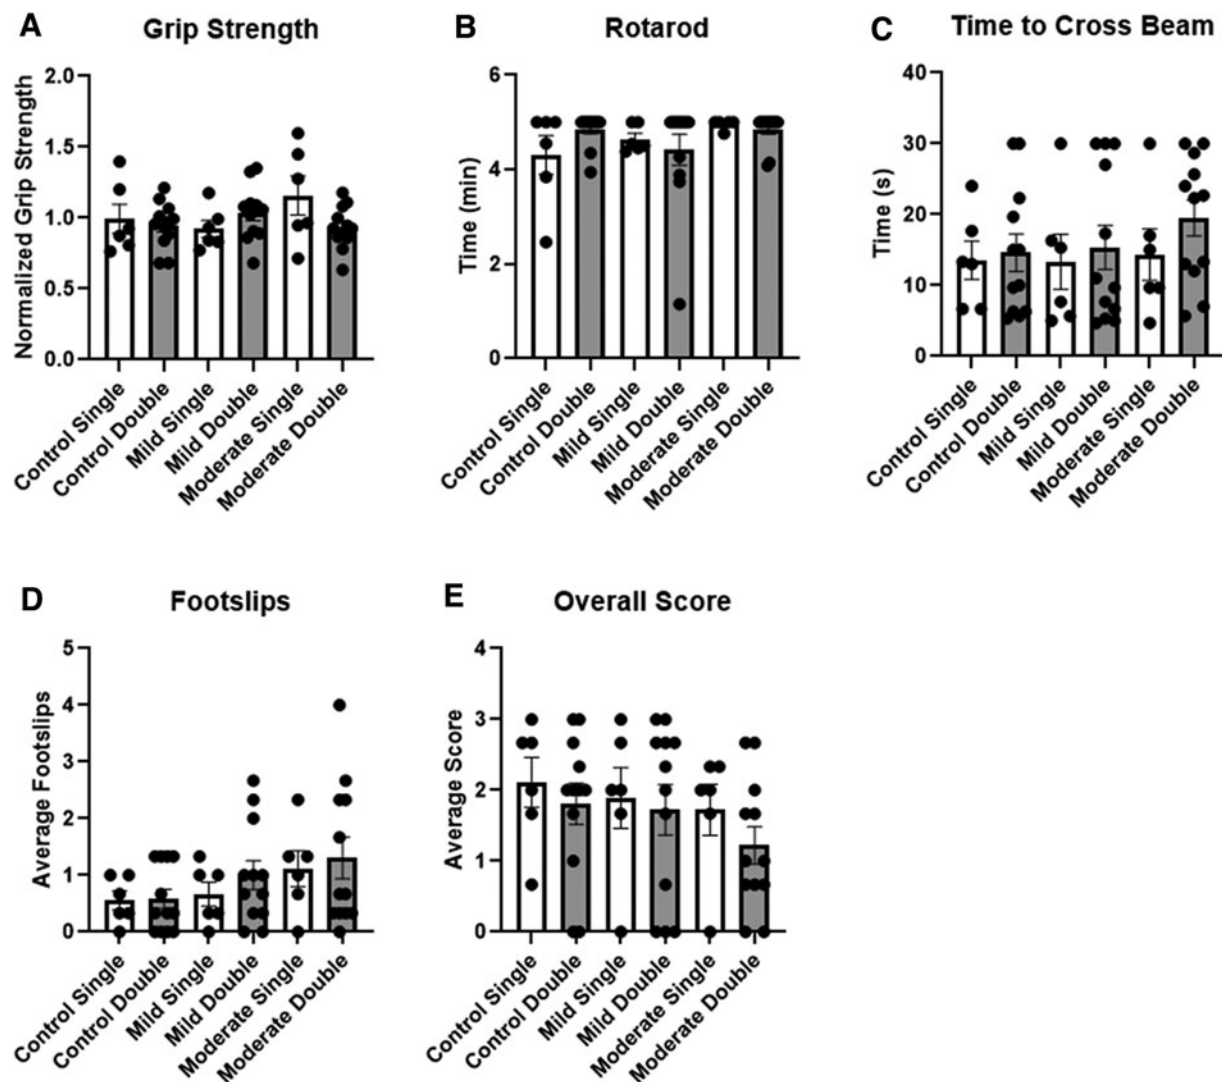 A
Grip Strength
Normalized Grip Strength
2.0
1.5
1.0
0.5
0.0
Control Single
Control Double
Mild Single
Mild Double
Moderate Single
Moderate Double
B
Rotarod
Time (min)
6
4
2
0
Control Single
Control Double
Mild Single
Mild Double
Moderate Single
Moderate Double
C
Time to Cross Beam
Time (s)
40
30
20
10
0
Control Single
Control Double
Mild Single
Mild Double
Moderate Single
Moderate Double
D
Footslips
Average Footslips
5
4
3
2
1
0
Control Single
Control Double
Mild Single
Mild Double
Moderate Single
Moderate Double
E
Overall Score
Average Score
4
3
2
1
0
Control Single
Control Double
Mild Single
Mild Double
Moderate Single
Moderate Double